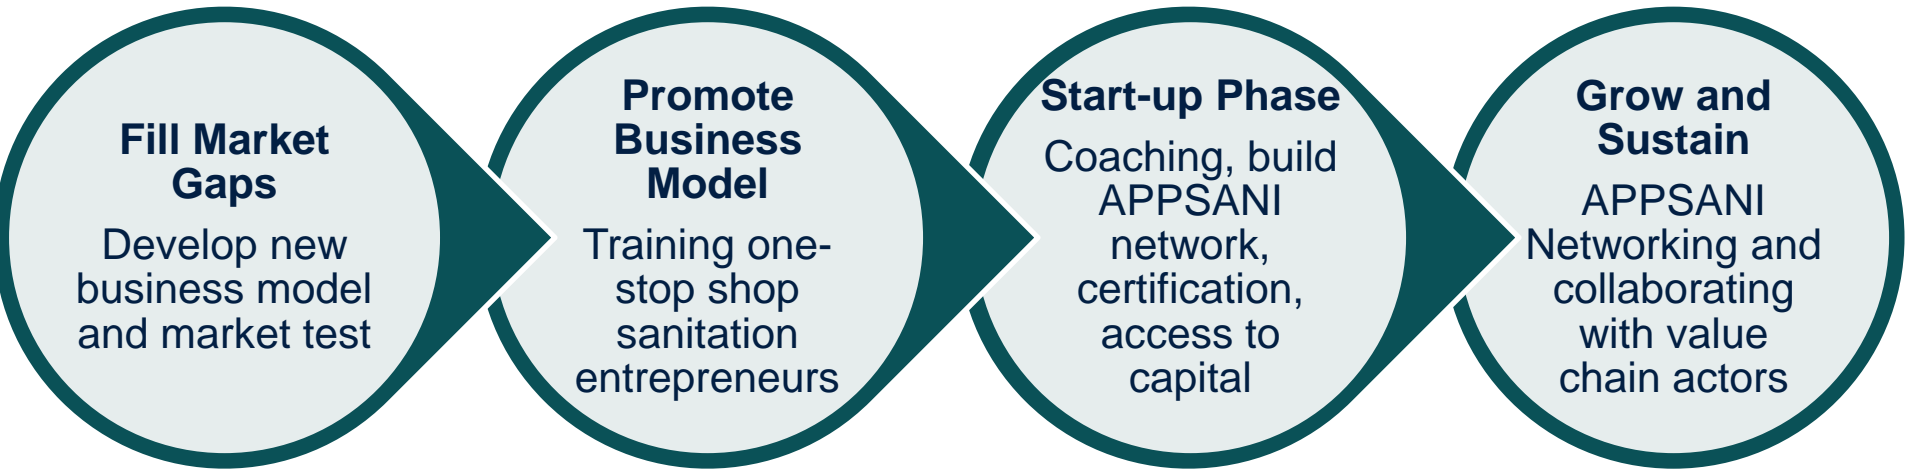 Fill Market
Gaps
Develop new
business model
and market test
Promote
Business
Model
Training one-
stop shop
sanitation
entrepreneurs
Start-up Phase
Coaching, build
APPSANI
network,
certification,
access to
capital
Grow and
Sustain
APPSANI
Networking and
collaborating
with value
chain actors